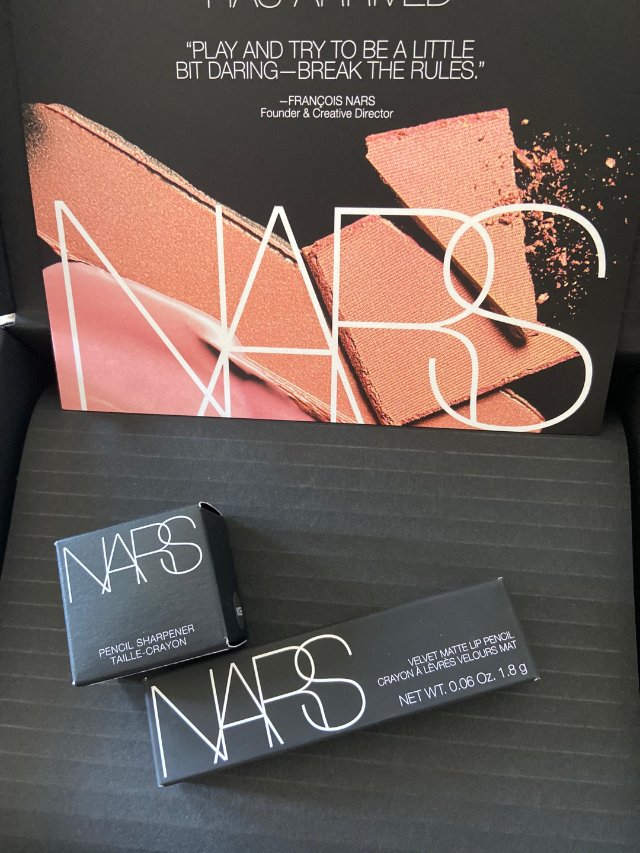 HAS ARRIVED
“PLAY AND TRY TO BE A LITTLE
BIT DARING—BREAK THE RULES.”
—FRANÇOIS NARS
Founder & Creative Director
NARS
NARS
PENCIL SHARPENER
TAILLE-CRAYON
NARS
VELVET MATTE LIP PENCIL
CRAYON À LÈVRES VELOURS MAT
NET WT. 0.06 Oz. 1.8 g